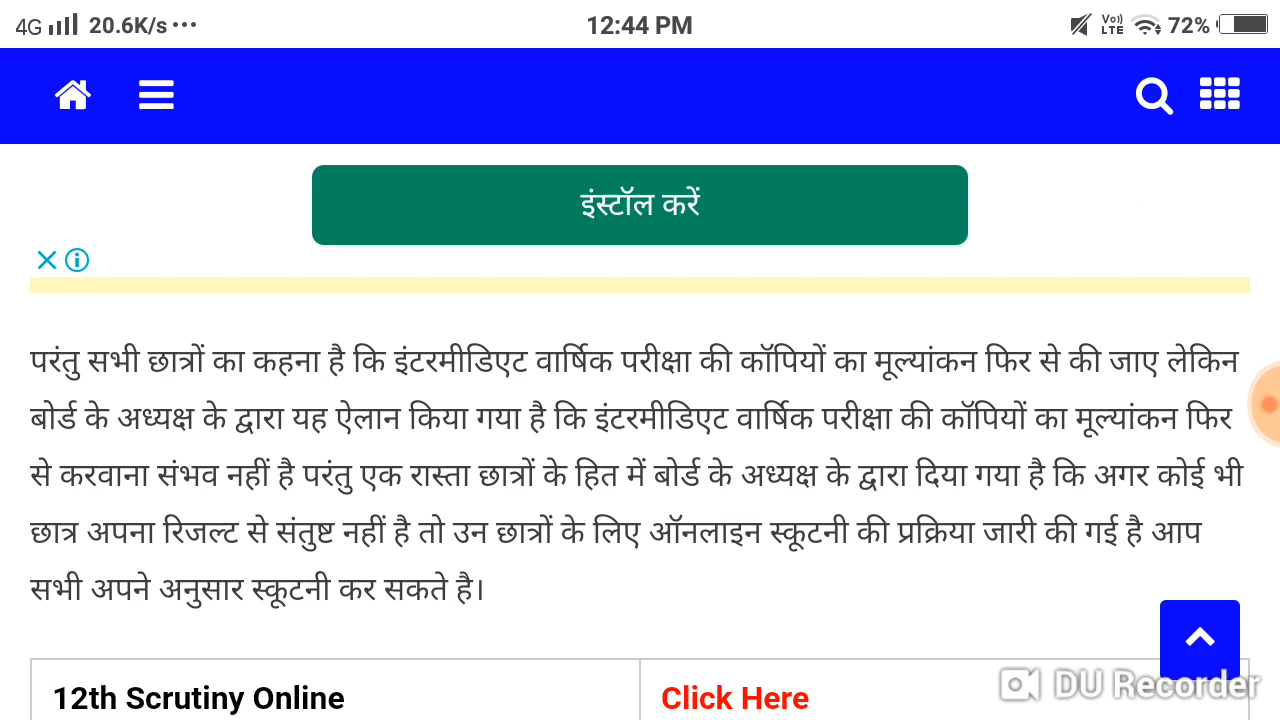 4G 20.6K/s ··· 12:44 PM Vo)) LTE 72%
इंस्टॉल करें
परंतु सभी छात्रों का कहना है कि इंटरमीडिएट वार्षिक परीक्षा की कॉपियों का मूल्यांकन फिर से की जाए लेकिन
बोर्ड के अध्यक्ष के द्वारा यह ऐलान किया गया है कि इंटरमीडिएट वार्षिक परीक्षा की कॉपियों का मूल्यांकन फिर
से करवाना संभव नहीं है परंतु एक रास्ता छात्रों के हित में बोर्ड के अध्यक्ष के द्वारा दिया गया है कि अगर कोई भी
छात्र अपना रिजल्ट से संतुष्ट नहीं है तो उन छात्रों के लिए ऑनलाइन स्कूटनी की प्रक्रिया जारी की गई है आप
सभी अपने अनुसार स्कूटनी कर सकते है।
12th Scrutiny Online Click Here
DU Recorder